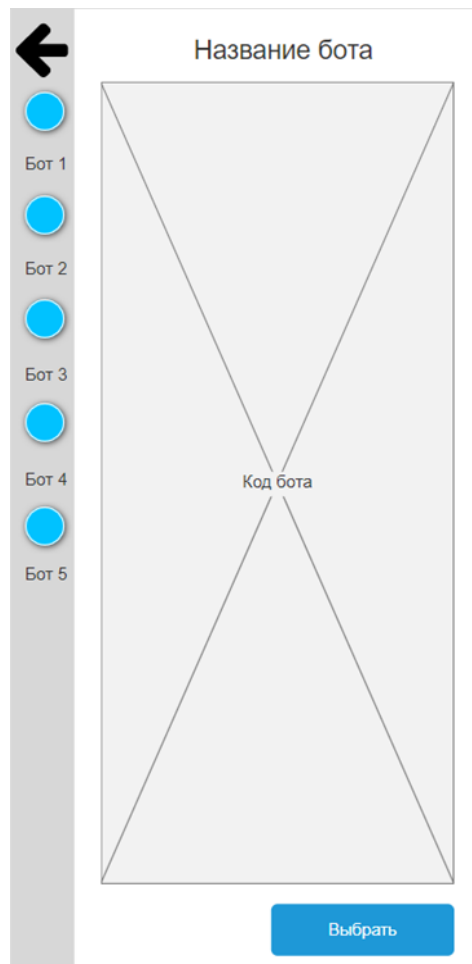 Название бота
Бот 1
Бот 2
Бот 3
Бот 4
Бот 5
Код бота
Выбрать